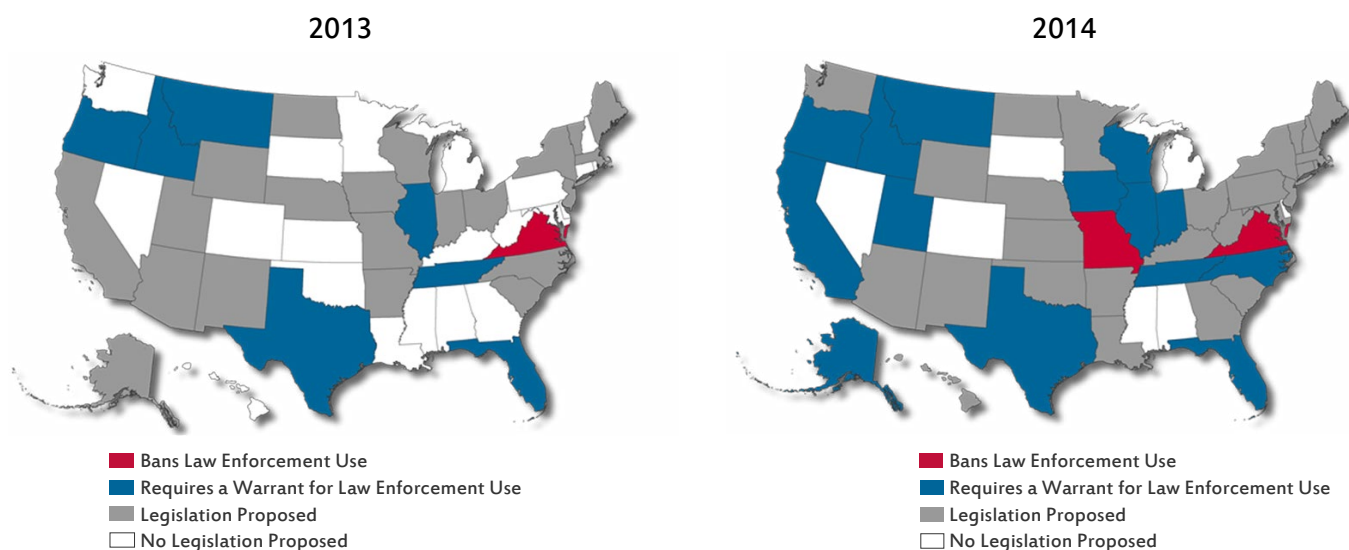 2013
2014
Bans Law Enforcement Use
Requires a Warrant for Law Enforcement Use
Legislation Proposed
No Legislation Proposed
Bans Law Enforcement Use
Requires a Warrant for Law Enforcement Use
Legislation Proposed
No Legislation Proposed